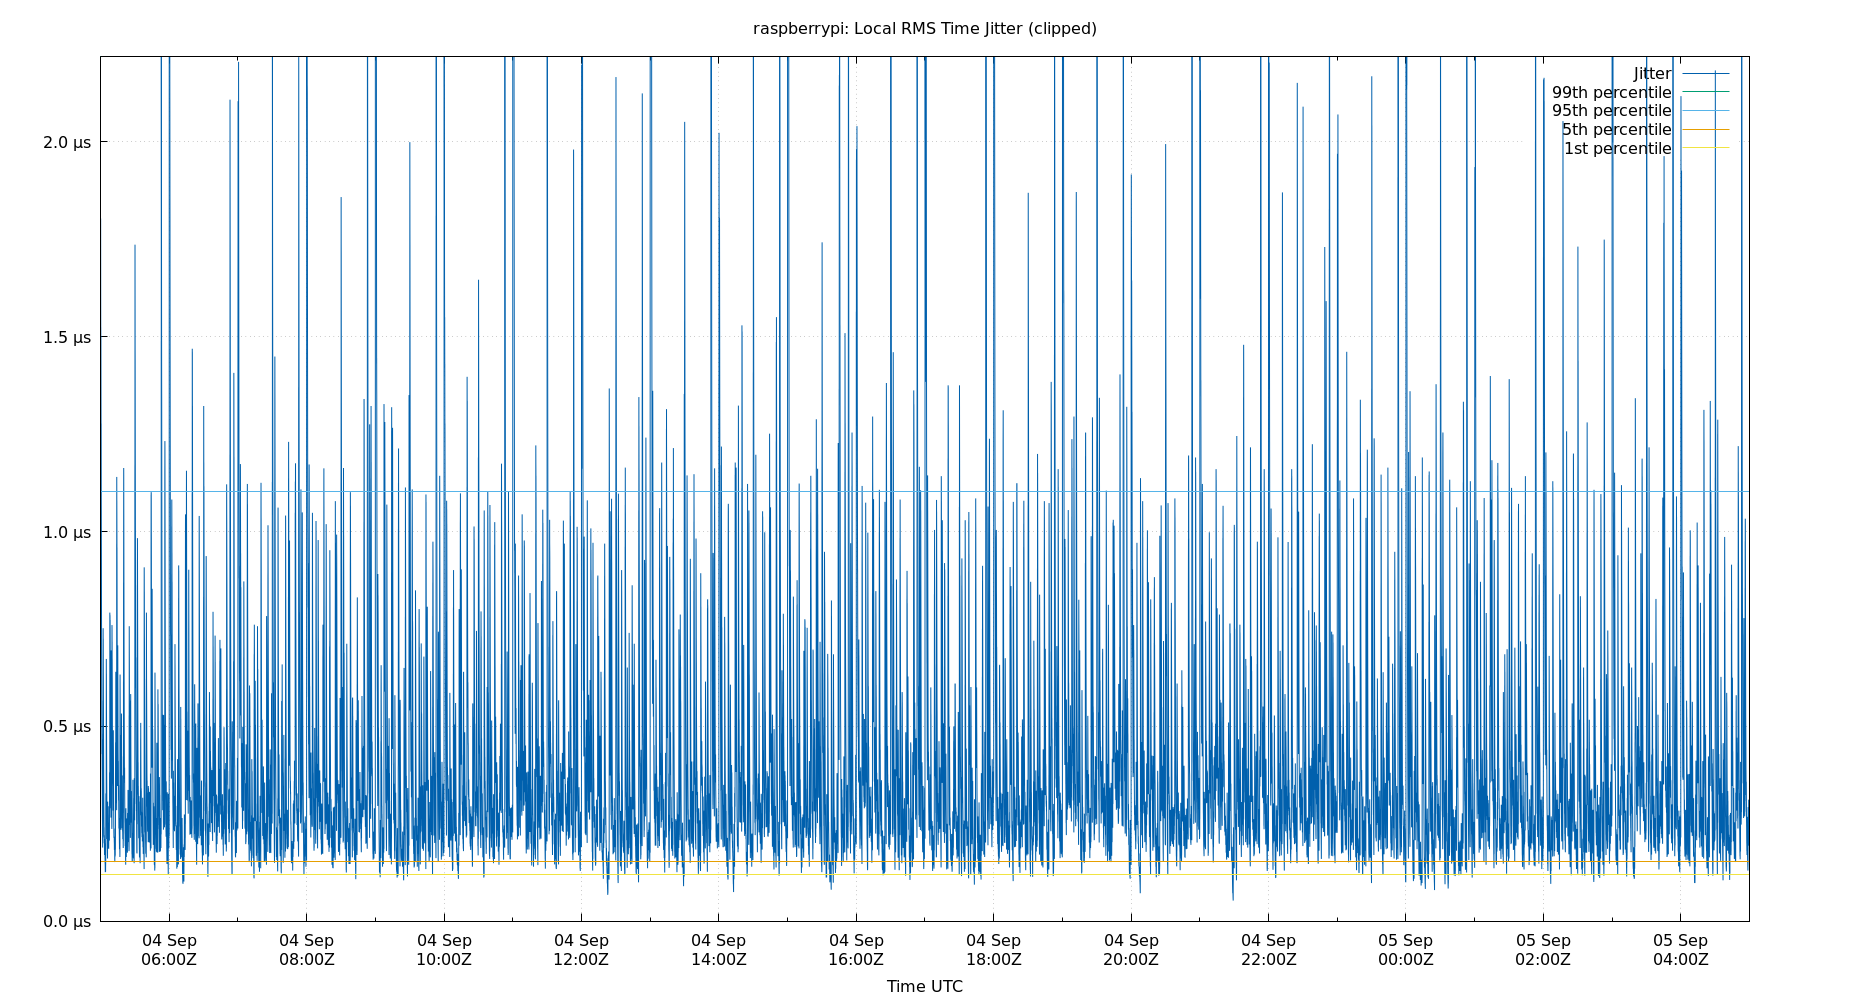 raspberrypi: Local RMS Time Jitter (clipped)
Jitter
99th percentile
95th percentile
5th percentile
1st percentile
2.0 µs
1.5 µs
1.0 µs
0.5 µs
0.0 µs
04 Sep 04 Sep 04 Sep 04 Sep 04 Sep 04 Sep 04 Sep 04 Sep 04 Sep 05 Sep 05 Sep 05 Sep
06:00Z 08:00Z 10:00Z 12:00Z 14:00Z 16:00Z 18:00Z 20:00Z 22:00Z 00:00Z 02:00Z 04:00Z
Time UTC